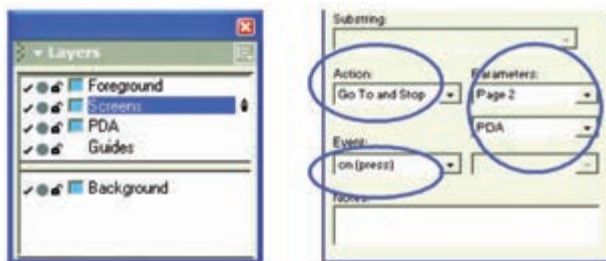 Layers
Foreground
Screens
PDA
Guides
Background
Substring:
Action:
Parameters:
Go To and Stop
Page 2
PDA
Event:
on (press)
Notes: